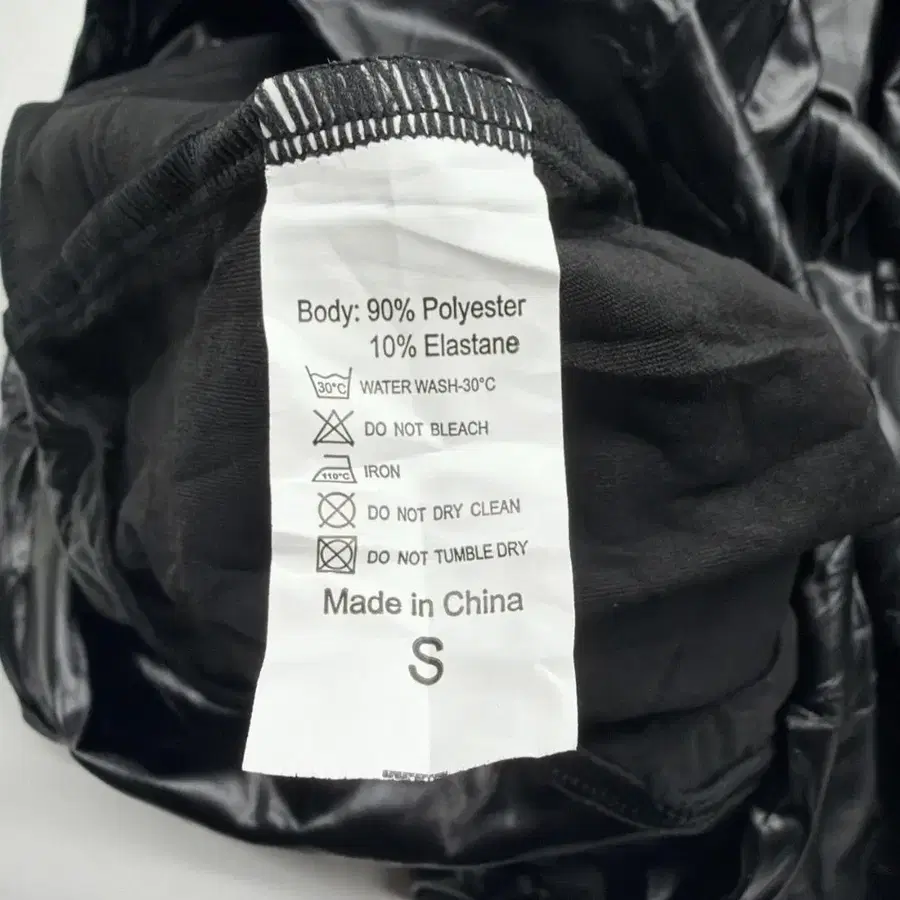 Body: 90% Polyester
10% Elastane
30°C WATER WASH-30°C
DO NOT BLEACH
110°C IRON
DO NOT DRY CLEAN
DO NOT TUMBLE DRY
Made in China
S